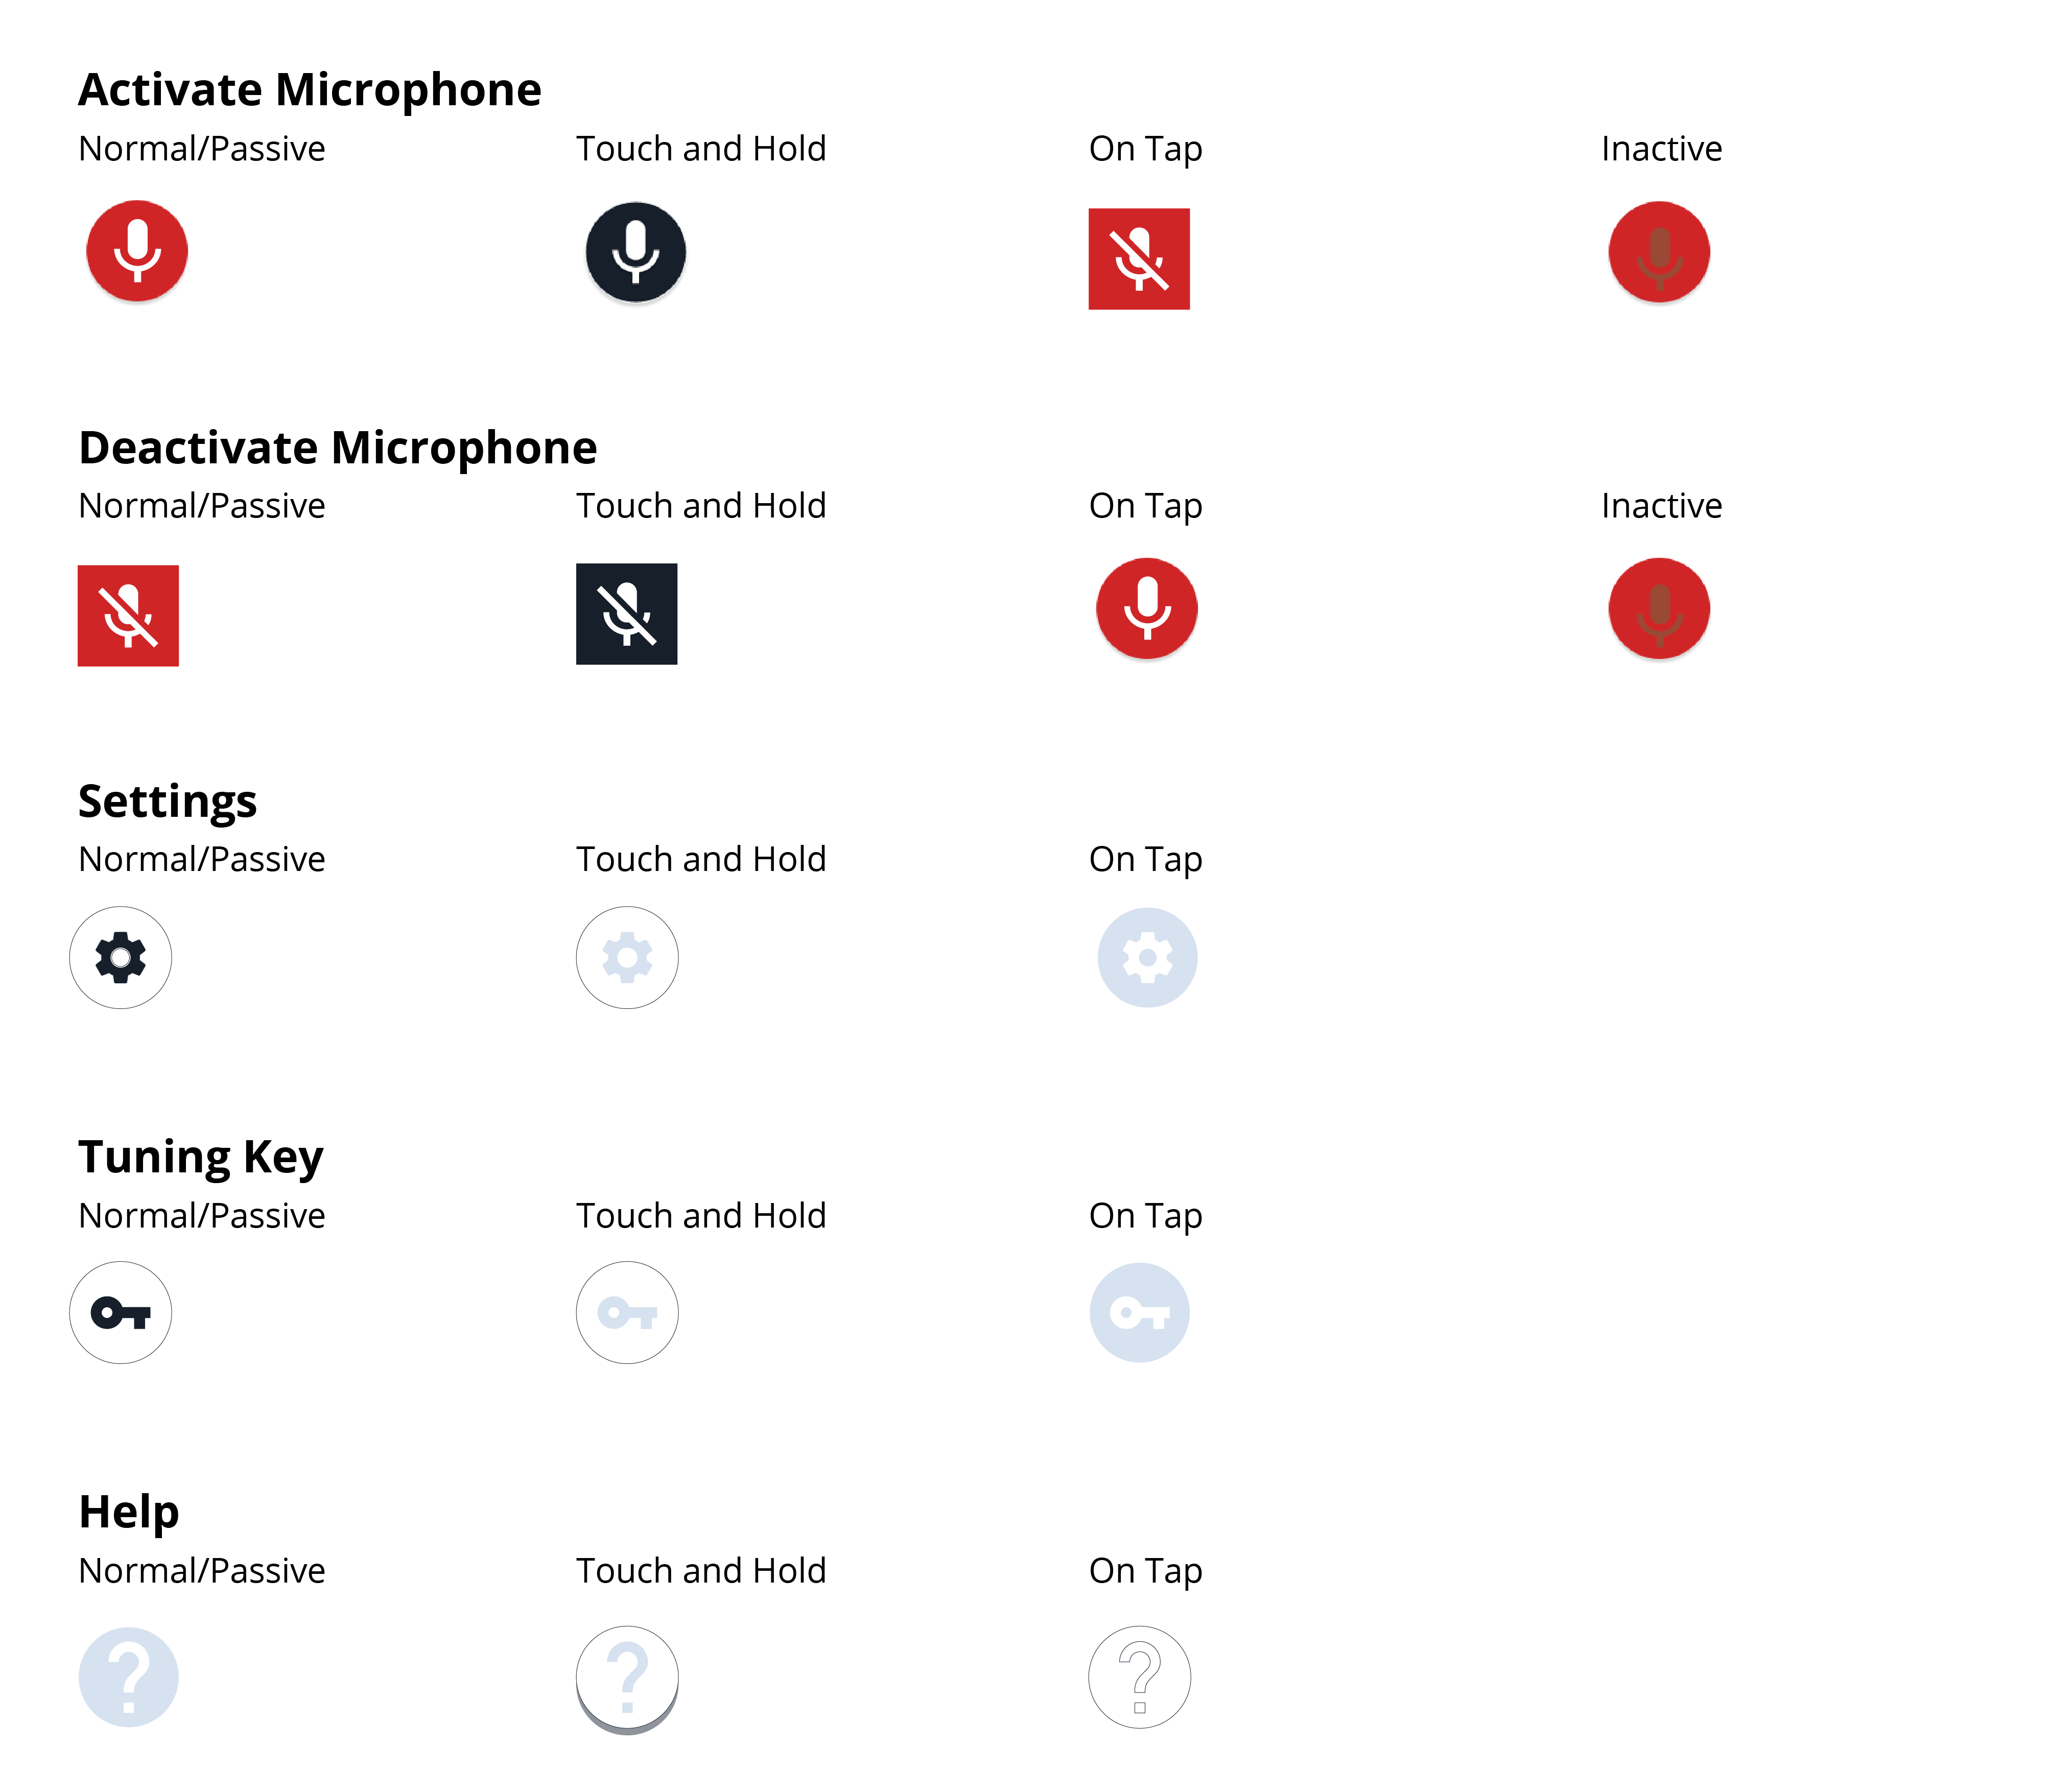 Activate Microphone
Normal/Passive Touch and Hold On Tap Inactive
Deactivate Microphone
Normal/Passive Touch and Hold On Tap Inactive
Settings
Normal/Passive Touch and Hold On Tap
Tuning Key
Normal/Passive Touch and Hold On Tap
Help
Normal/Passive Touch and Hold On Tap
? ? ?